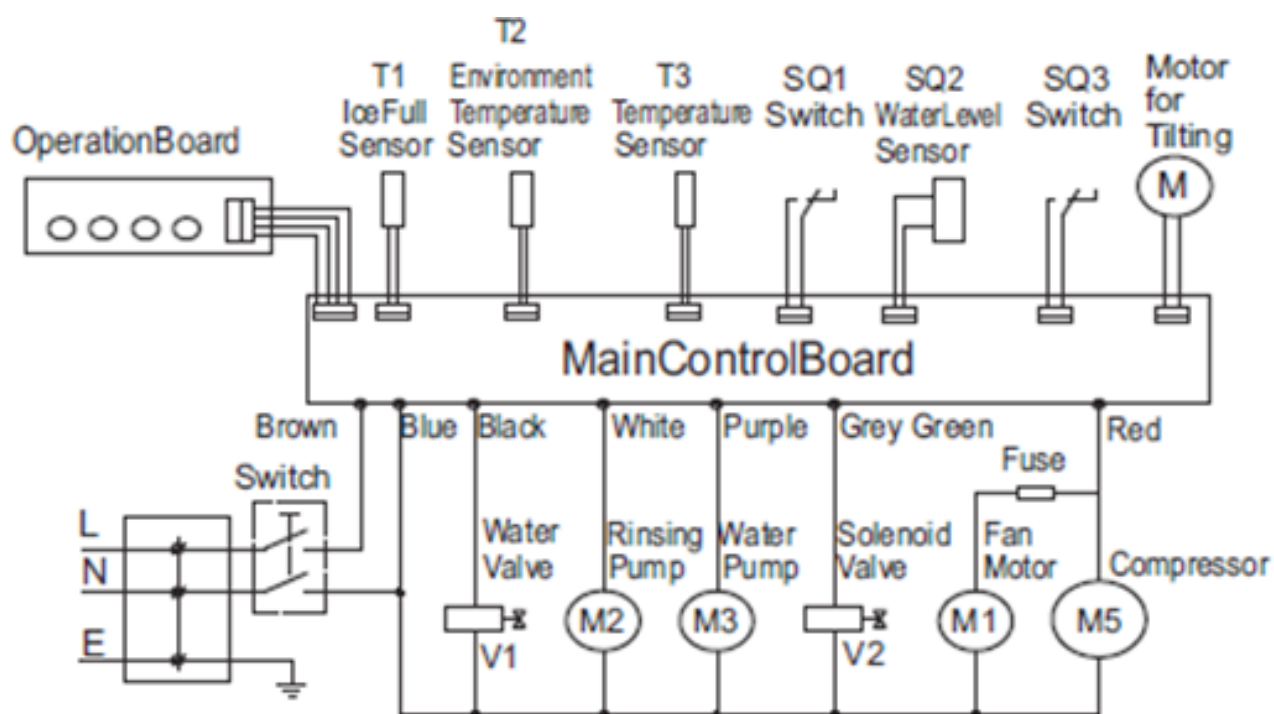 T2
T1 Environment T3 SQ1 SQ2 SQ3 Motor
IceFull Temperature Temperature Switch WaterLevel Switch for
OperationBoard Sensor Sensor Sensor Sensor Tilting
M
MainControlBoard
Brown Blue Black White Purple Grey Green Red
Switch Fuse
L Water Rinsing Water Solenoid Fan
N Valve Pump Pump Valve Motor Compressor
M2 M3 M1 M5
E V1 V2